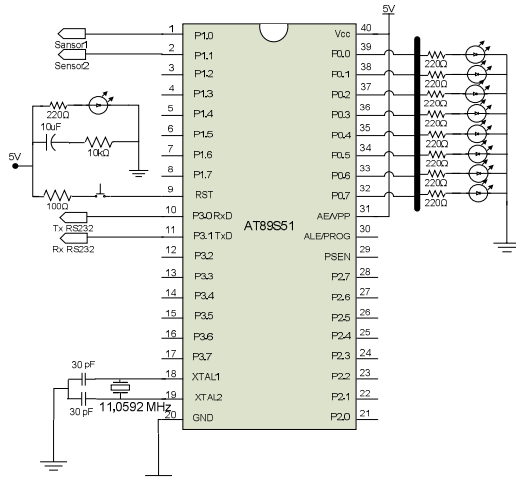 5V
1 P1.0 Vcc 40
Sansor1
2 P1.1 P0.0 39 220Ω
Sensor2
3 P1.2 P0.1 38 220Ω
4 P1.3 P0.2 37 220Ω
220Ω
5 P1.4 P0.3 36 220Ω
10uF
6 P1.5 P0.4 35 220Ω
10kΩ
7 P1.6 P0.5 34 220Ω
5V
8 P1.7 P0.6 33 220Ω
9 RST P0.7 32 220Ω
100Ω
10 P3.0 RxD AE/VPP 31
Tx RS232
AT89S51
11 P3.1 TxD ALE/PROG 30
Rx RS232
12 P3.2 PSEN 29
13 P3.3 P2.7 28
14 P3.4 P2.6 27
15 P3.5 P2.5 26
16 P3.6 P2.4 25
17 P3.7 P2.3 24
30 pF
18 XTAL1 P2.2 23
19 XTAL2 P2.1 22
30 pF
11,0592 MHz
20 GND P2.0 21